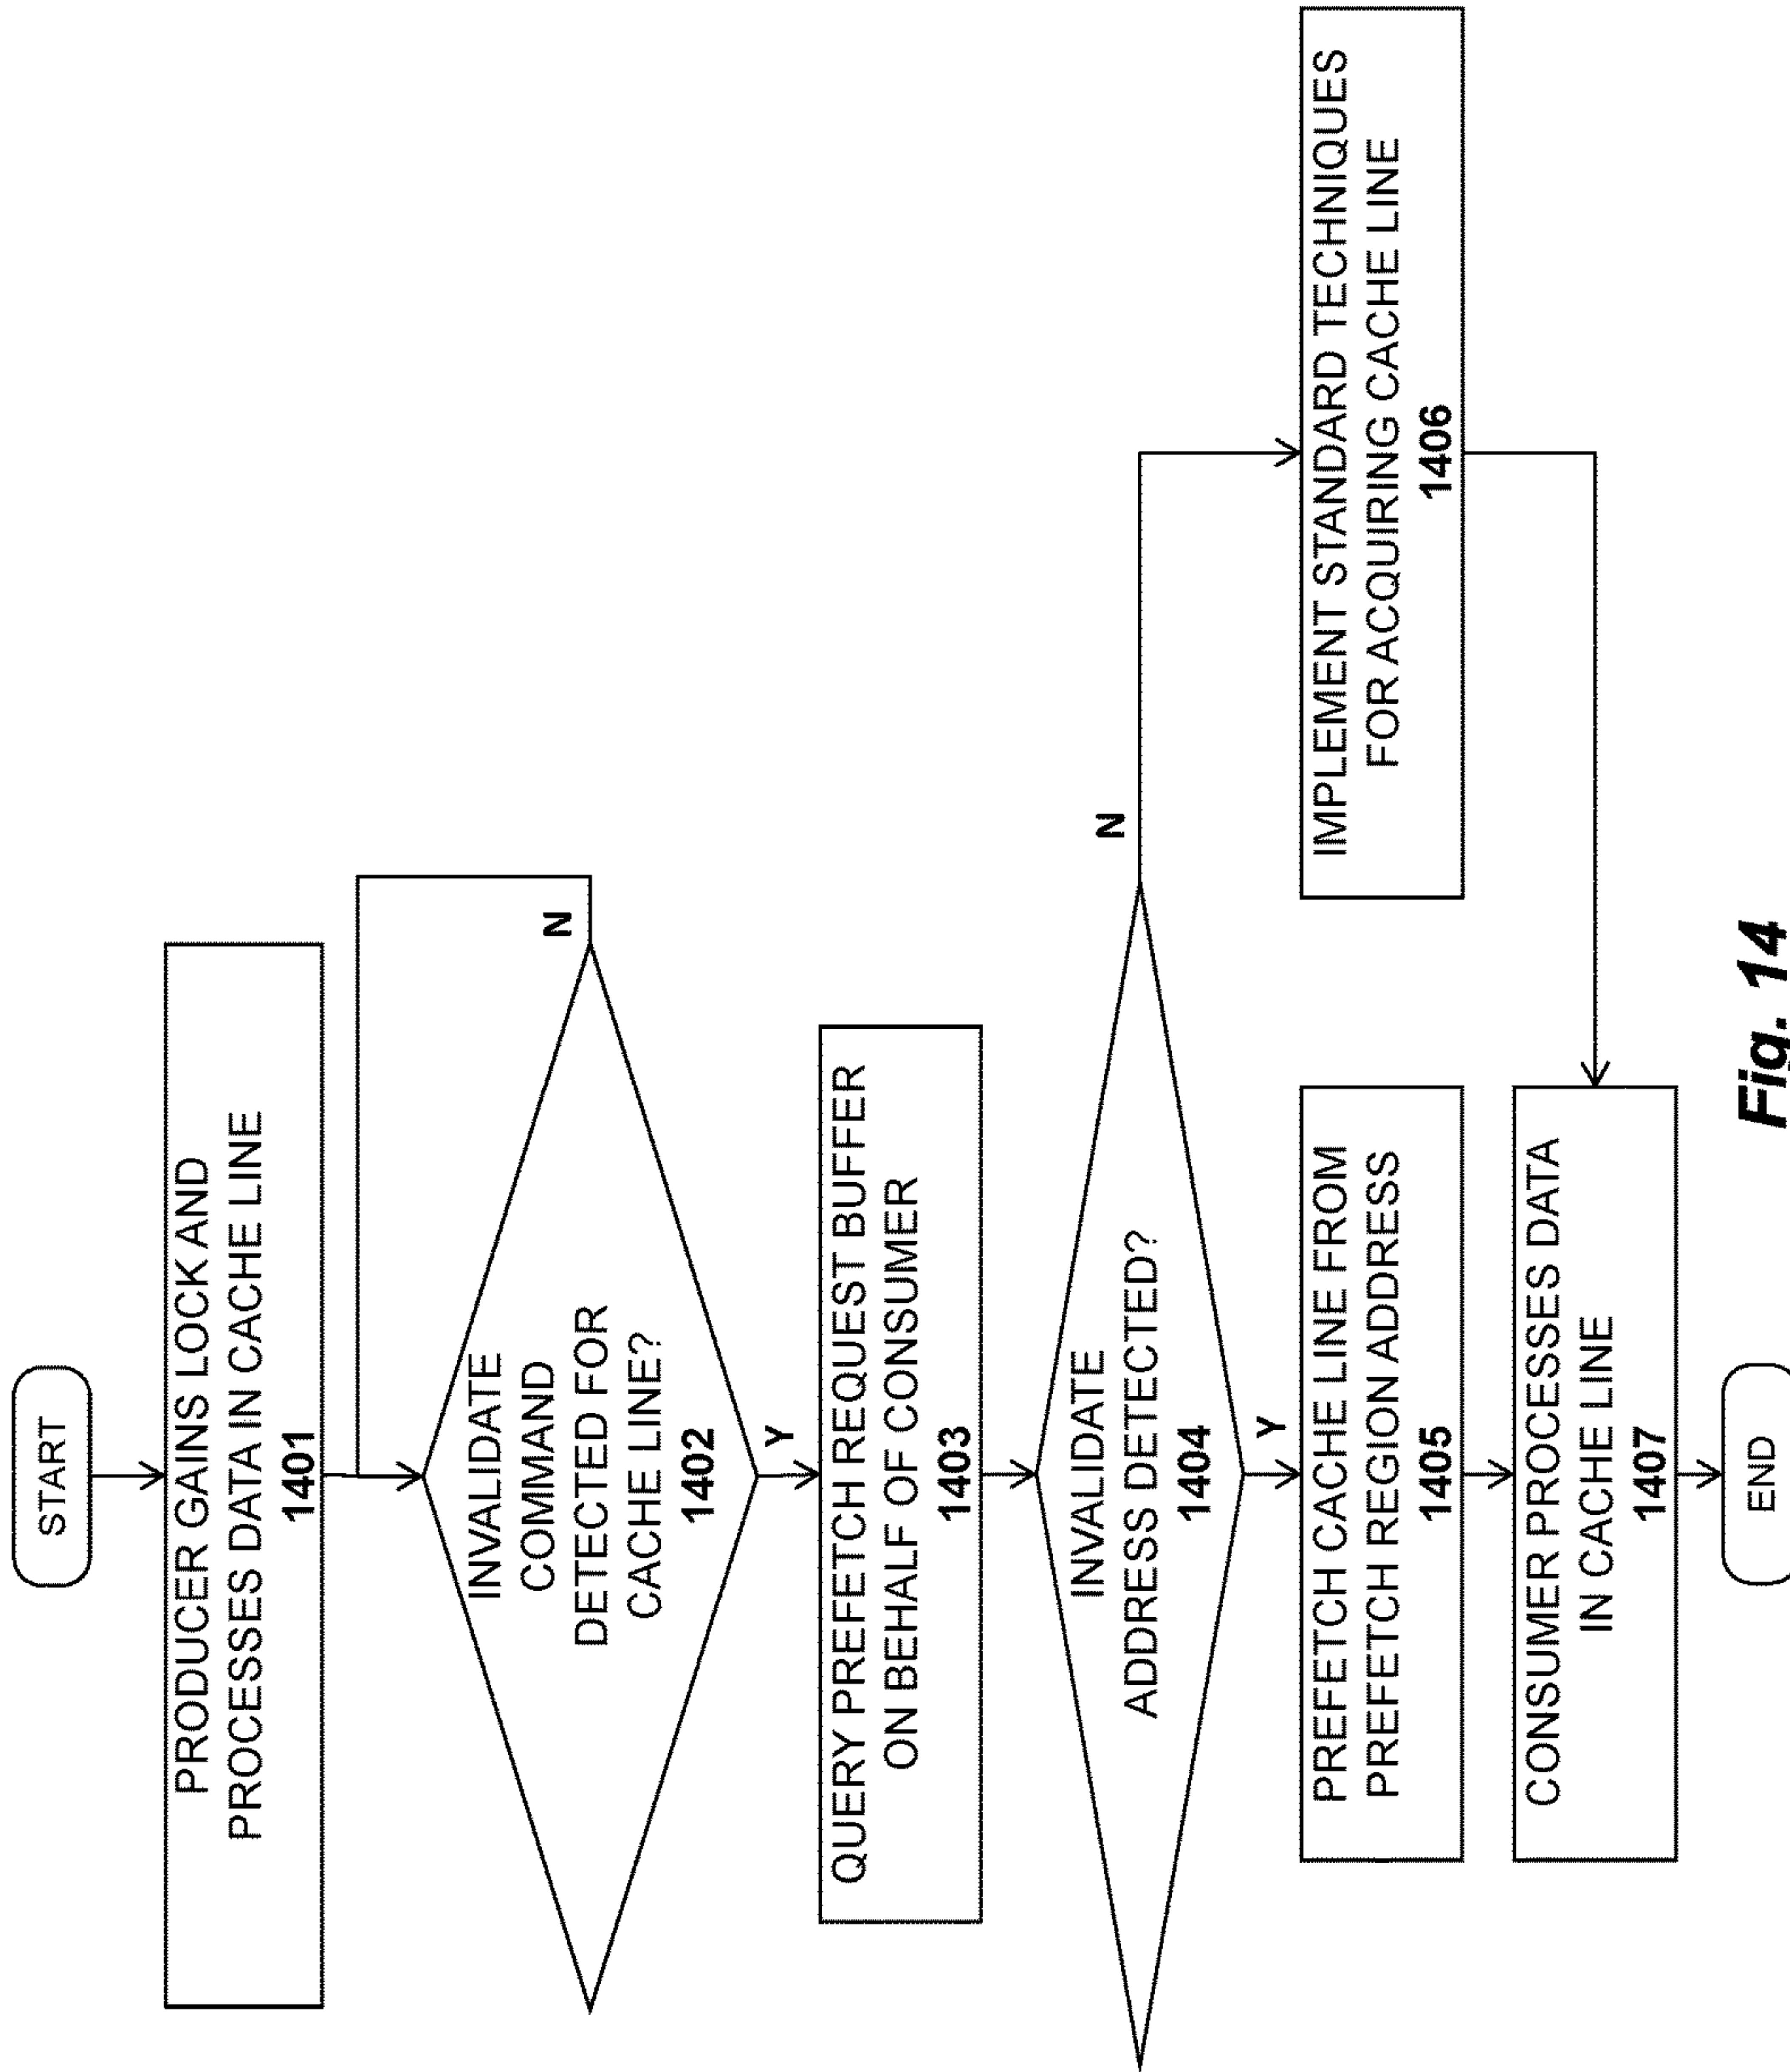 START
PRODUCER GAINS LOCK AND
PROCESSES DATA IN CACHE LINE
1401
INVALIDATE
COMMAND
DETECTED FOR
CACHE LINE?
1402
N
Y
QUERY PREFETCH REQUEST BUFFER
ON BEHALF OF CONSUMER
1403
INVALIDATE
ADDRESS DETECTED?
1404
N
Y
PREFETCH CACHE LINE FROM
PREFETCH REGION ADDRESS
1405
IMPLEMENT STANDARD TECHNIQUES
FOR ACQUIRING CACHE LINE
1406
CONSUMER PROCESSES DATA
IN CACHE LINE
1407
END
Fig. 14